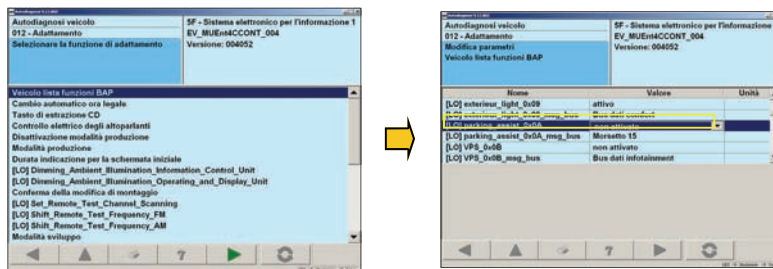 Autodiagnosi veicolo
012 - Adattamento
Selezionare la funzione di adattamento
5F - Sistema elettronico per l'informazione 1
EV_MUEnt4CCONT_004
Versione: 004052
Veicolo lista funzioni BAP
Cambio automatico ora legale
Tasto di estrazione CD
Controllo elettrico degli altoparlanti
Disattivazione modalità produzione
Modalità produzione
Durata indicazione per la schermata iniziale
[LO] Dimming_Ambient_Illumination_Information_Control_Unit
[LO] Dimming_Ambient_Illumination_Operating_and_Display_Unit
Conferma della modifica di montaggio
[LO] Set_Remote_Test_Channel_Scanning
[LO] Shift_Remote_Test_Frequency_FM
[LO] Shift_Remote_Test_Frequency_AM
Modalità sviluppo
Autodiagnosi veicolo
012 - Adattamento
Modifica parametri
Veicolo lista funzioni BAP
5F - Sistema elettronico per l'informazione
EV_MUEnt4CCONT_004
Versione: 004052
Nome Valore Unità
[LO] exterieur_light_0x09 attivo
[LO] exterieur_light_0x09_msg_bus Bus dati comfort
[LO] parking_assist_0x0A non attivato
[LO] parking_assist_0x0A_msg_bus Morsetto 15
[LO] VPS_0x0B non attivato
[LO] VPS_0x0B_msg_bus Bus dati infotainment